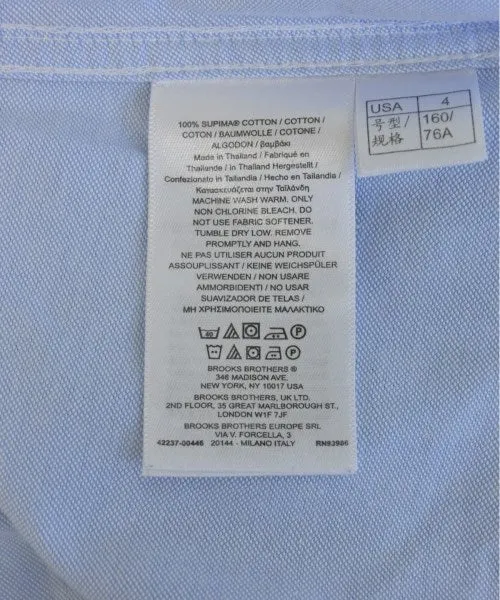 100% SUPIMA® COTTON / COTTON /
COTON / BAUMWOLLE / COTONE /
ALGODON / βαμβάκι
Made in Thailand / Fabriqué en
Thaïlande / in Thailand Hergestellt /
Confezionato in Tailandia / Hecho en Tailandia /
Κατασκευάζεται στην Ταϊλάνδη
MACHINE WASH WARM. ONLY
NON CHLORINE BLEACH. DO
NOT USE FABRIC SOFTENER.
TUMBLE DRY LOW. REMOVE
PROMPTLY AND HANG.
NE PAS UTILISER AUCUN PRODUIT
ASSOUPLISSANT / KEINE WEICHSPÜLER
VERWENDEN / NON USARE
AMMORBIDENTI / NO USAR
SUAVIZADOR DE TELAS /
ΜΗ ΧΡΗΣΙΜΟΠΟΙΕΙΤΕ ΜΑΛΑΚΤΙΚΟ
40 P
P
BROOKS BROTHERS ®
346 MADISON AVE.
NEW YORK, NY 10017 USA
BROOKS BROTHERS, UK LTD.
2ND FLOOR, 35 GREAT MARLBOROUGH ST.,
LONDON W1F 7JF
BROOKS BROTHERS EUROPE SRL
VIA V. FORCELLA, 3
42237-00446 20144 - MILANO ITALY RN93986
USA 4
号型/ 160/
规格 76A